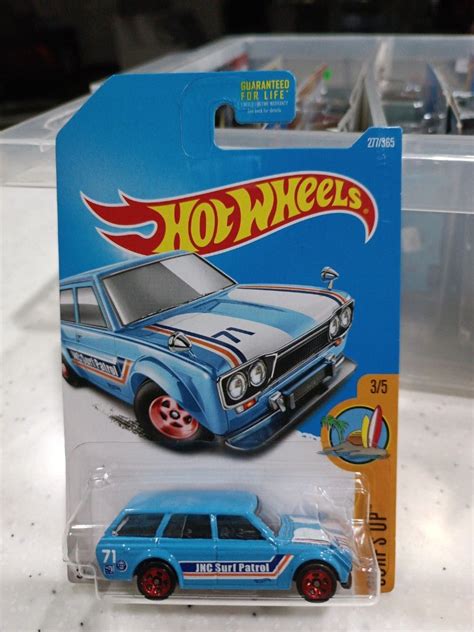 GUARANTEED
FOR LIFE
277/365
HOT WHEELS
71
JNC Surf Patrol
3/5
SURF'S UP
71
JNC Surf Patrol